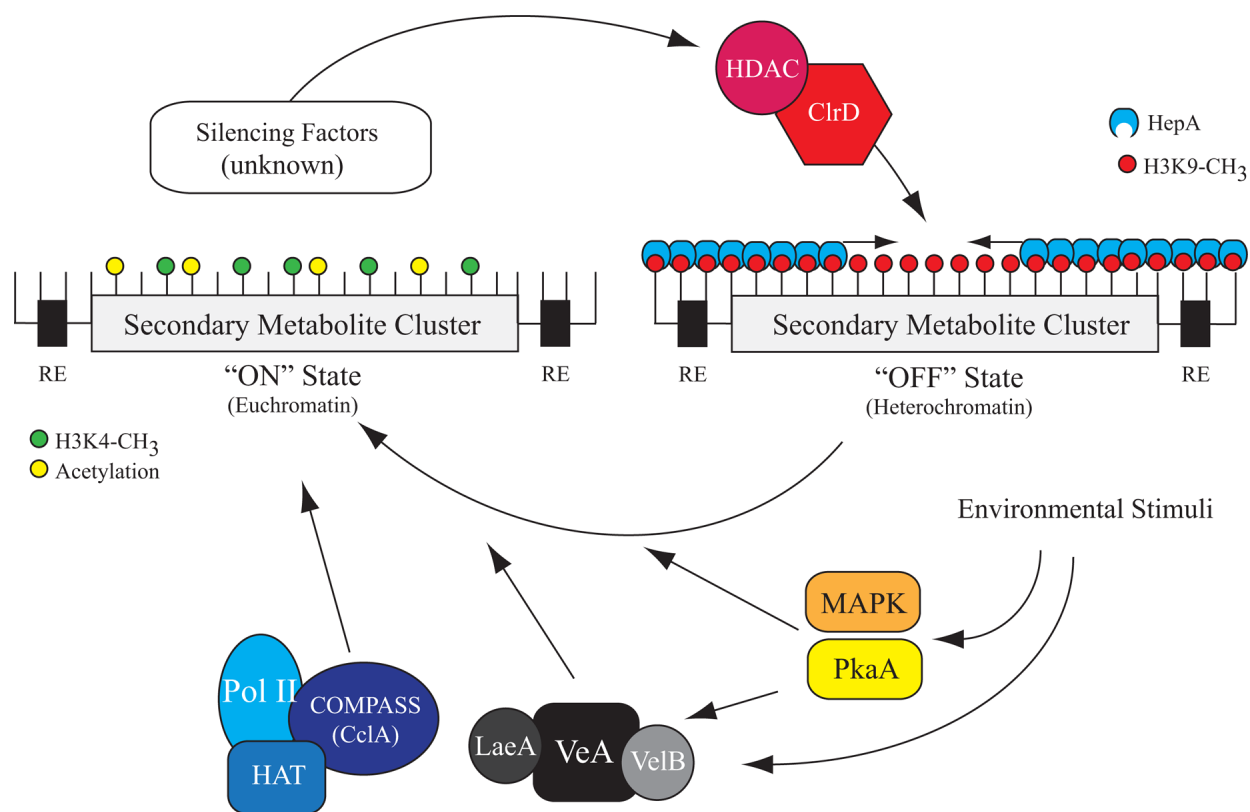 HDAC
ClrD
Silencing Factors
(unknown)
HepA
H3K9-CH3
Secondary Metabolite Cluster
RE
RE
“ON” State
(Euchromatin)
Secondary Metabolite Cluster
RE
RE
“OFF” State
(Heterochromatin)
H3K4-CH3
Acetylation
Environmental Stimuli
MAPK
PkaA
Pol II
COMPASS
(CclA)
HAT
LaeA
VeA
VelB